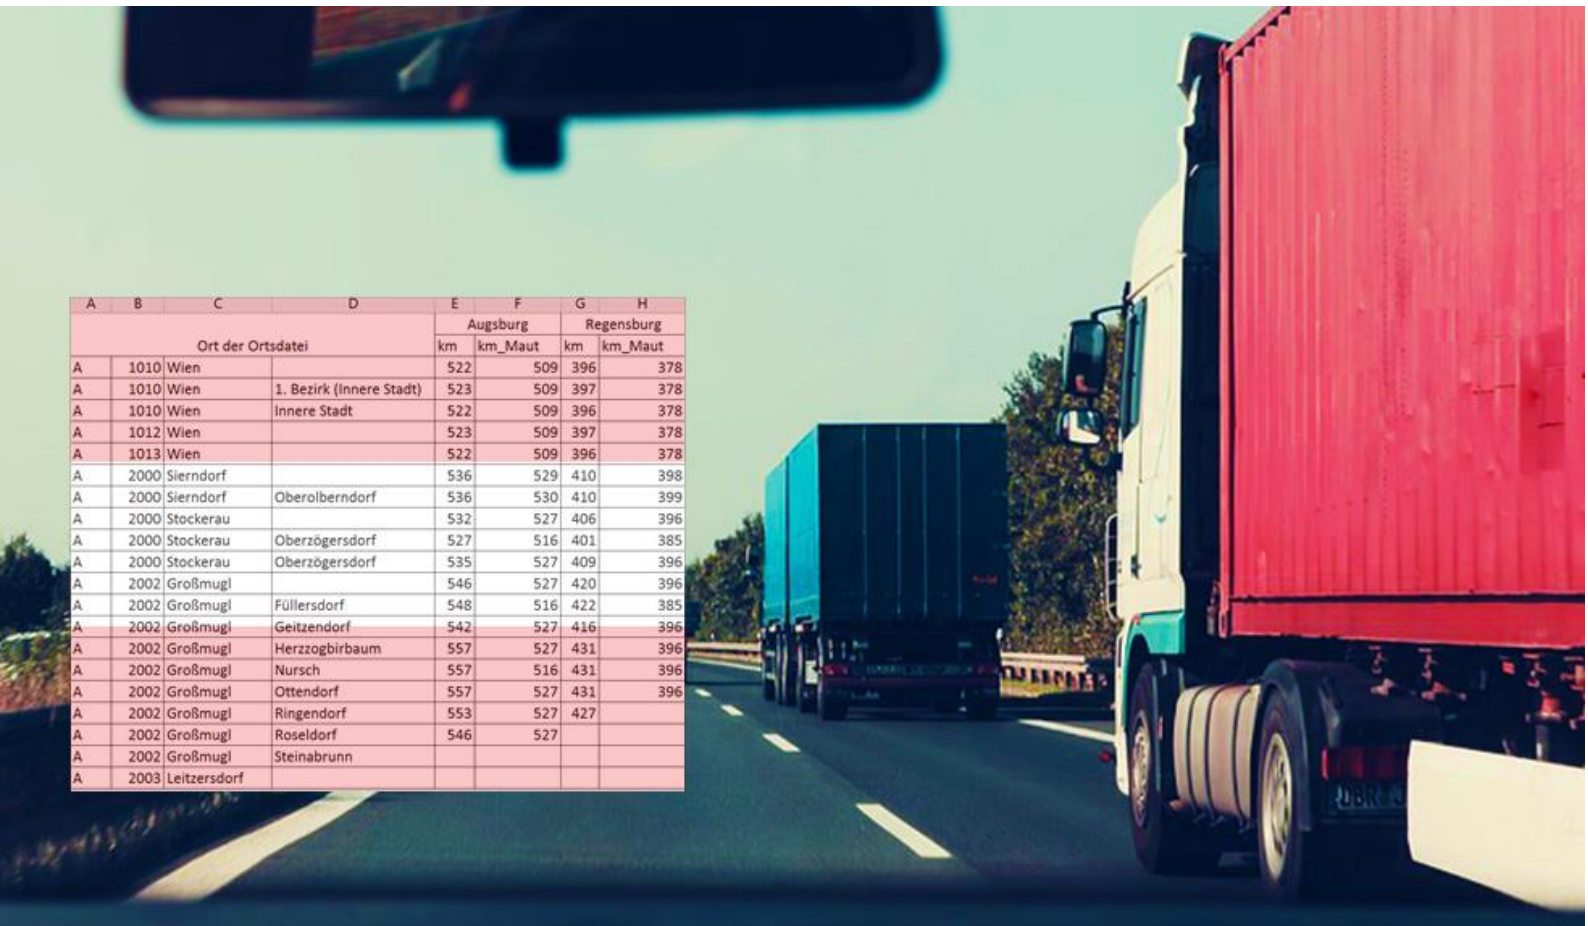 A B C D E F G H
Augsburg Regensburg
Ort der Ortsdatei km km_Maut km km_Maut
A 1010 Wien 522 509 396 378
A 1010 Wien 1. Bezirk (Innere Stadt) 523 509 397 378
A 1010 Wien Innere Stadt 522 509 396 378
A 1012 Wien 523 509 397 378
A 1013 Wien 522 509 396 378
A 2000 Sierndorf 536 529 410 398
A 2000 Sierndorf Oberolberndorf 536 530 410 399
A 2000 Stockerau 532 527 406 396
A 2000 Stockerau Oberzögersdorf 527 516 401 385
A 2000 Stockerau Oberzögersdorf 535 527 409 396
A 2002 Großmugl 546 527 420 396
A 2002 Großmugl Füllersdorf 548 516 422 385
A 2002 Großmugl Geitzendorf 542 527 416 396
A 2002 Großmugl Herzzogbirbaum 557 527 431 396
A 2002 Großmugl Nursch 557 516 431 396
A 2002 Großmugl Ottendorf 557 527 431 396
A 2002 Großmugl Ringendorf 553 527 427
A 2002 Großmugl Roseldorf 546 527
A 2002 Großmugl Steinabrunn
A 2003 Leitzersdorf